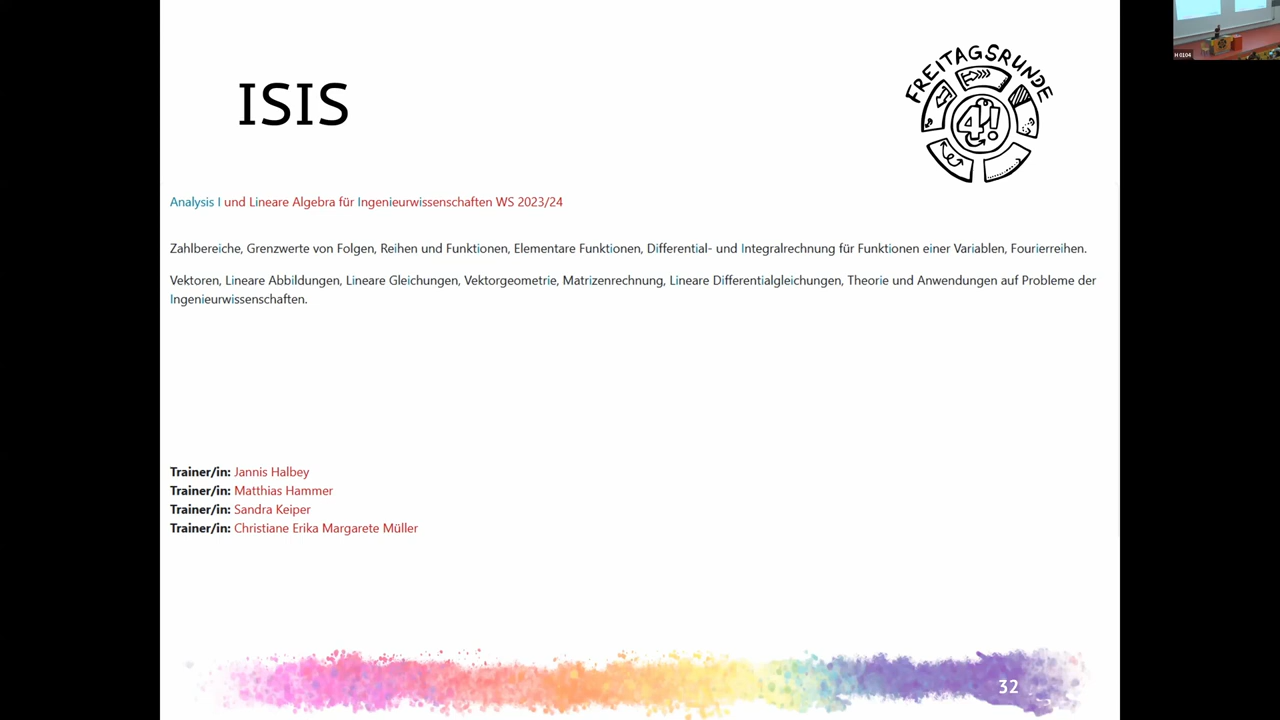 ISIS
FREITAGSRUNDE
4!
H 0104
Analysis I und Lineare Algebra für Ingenieurwissenschaften WS 2023/24
Zahlbereiche, Grenzwerte von Folgen, Reihen und Funktionen, Elementare Funktionen, Differential- und Integralrechnung für Funktionen einer Variablen, Fourierreihen.
Vektoren, Lineare Abbildungen, Lineare Gleichungen, Vektorgeometrie, Matrizenrechnung, Lineare Differentialgleichungen, Theorie und Anwendungen auf Probleme der
Ingenieurwissenschaften.
Trainer/in: Jannis Halbey
Trainer/in: Matthias Hammer
Trainer/in: Sandra Keiper
Trainer/in: Christiane Erika Margarete Müller
32